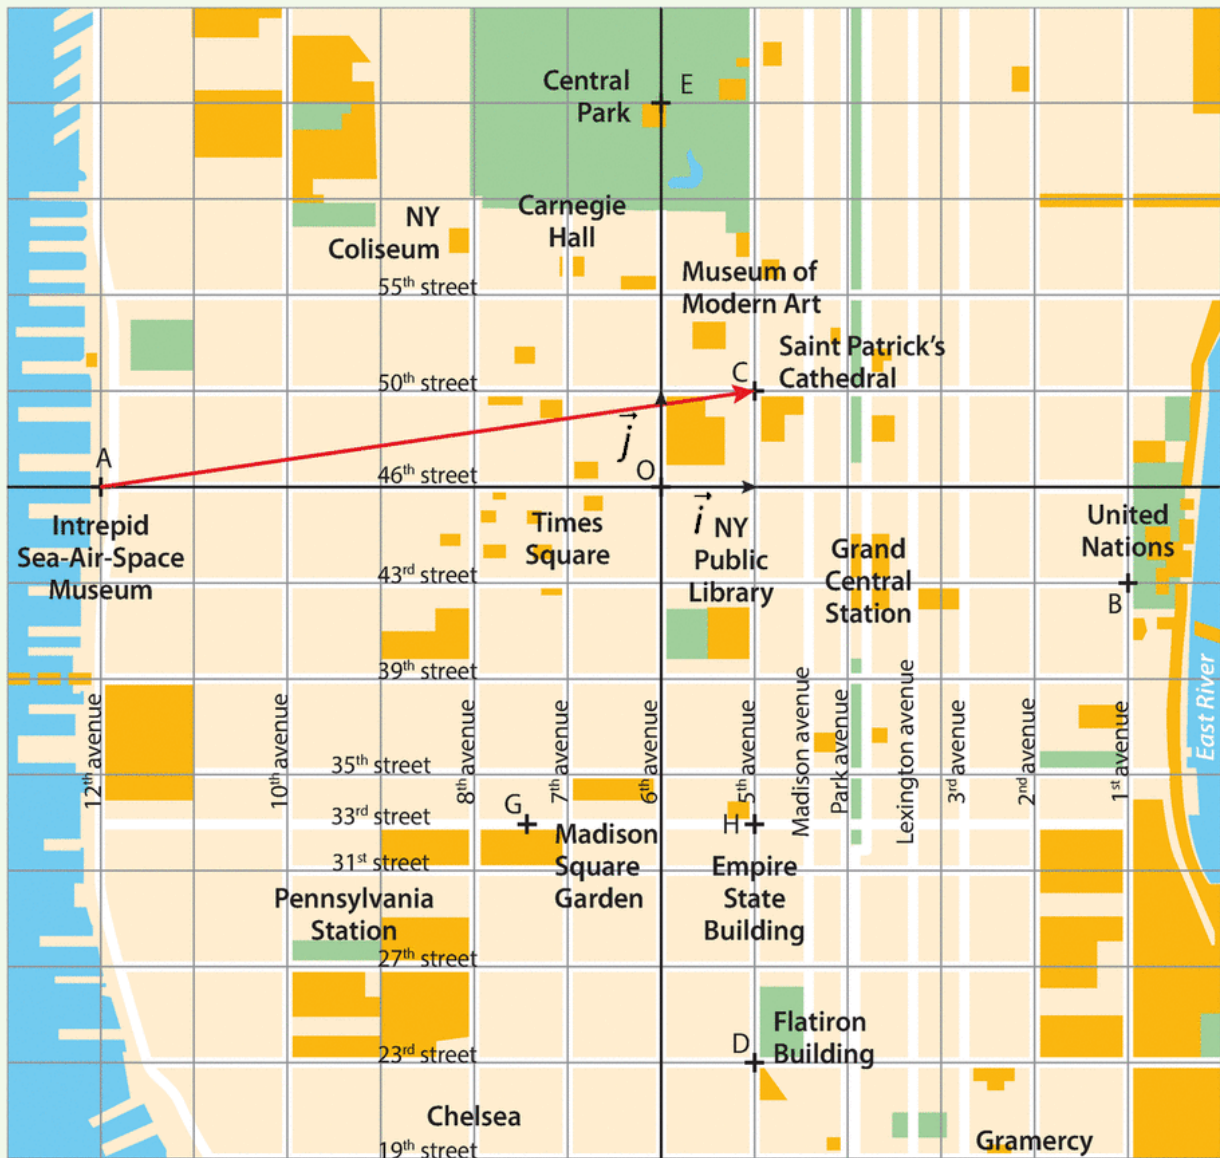 Central
Park
E
NY
Coliseum
Carnegie
Hall
Museum of
Modern Art
55th street
Saint Patrick's
Cathedral
C
50th street
j
A
46th street
O
i
Intrepid
Sea-Air-Space
Museum
Times
Square
NY
Public
Library
Grand
Central
Station
United
Nations
B
43rd street
39th street
12th avenue
10th avenue
8th avenue
7th avenue
6th avenue
5th avenue
Madison avenue
Park avenue
Lexington avenue
3rd avenue
2nd avenue
1st avenue
East River
35th street
33rd street
G
H
Madison
Square
Garden
31st street
Empire
State
Building
Pennsylvania
Station
27th street
D
Flatiron
Building
23rd street
Chelsea
19th street
Gramercy